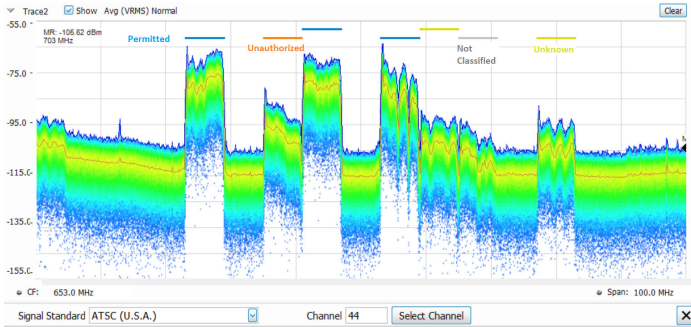 Trace2 Show Avg (VRMS) Normal Clear
-55.0
MR: -106.62 dBm
703 MHz
Permitted
Unauthorized
Not
Classified
Unknown
-75.0
-95.0
M
-115.0
-135.0
-155.0
CF: 653.0 MHz Span: 100.0 MHz
Signal Standard ATSC (U.S.A.) Channel 44 Select Channel X